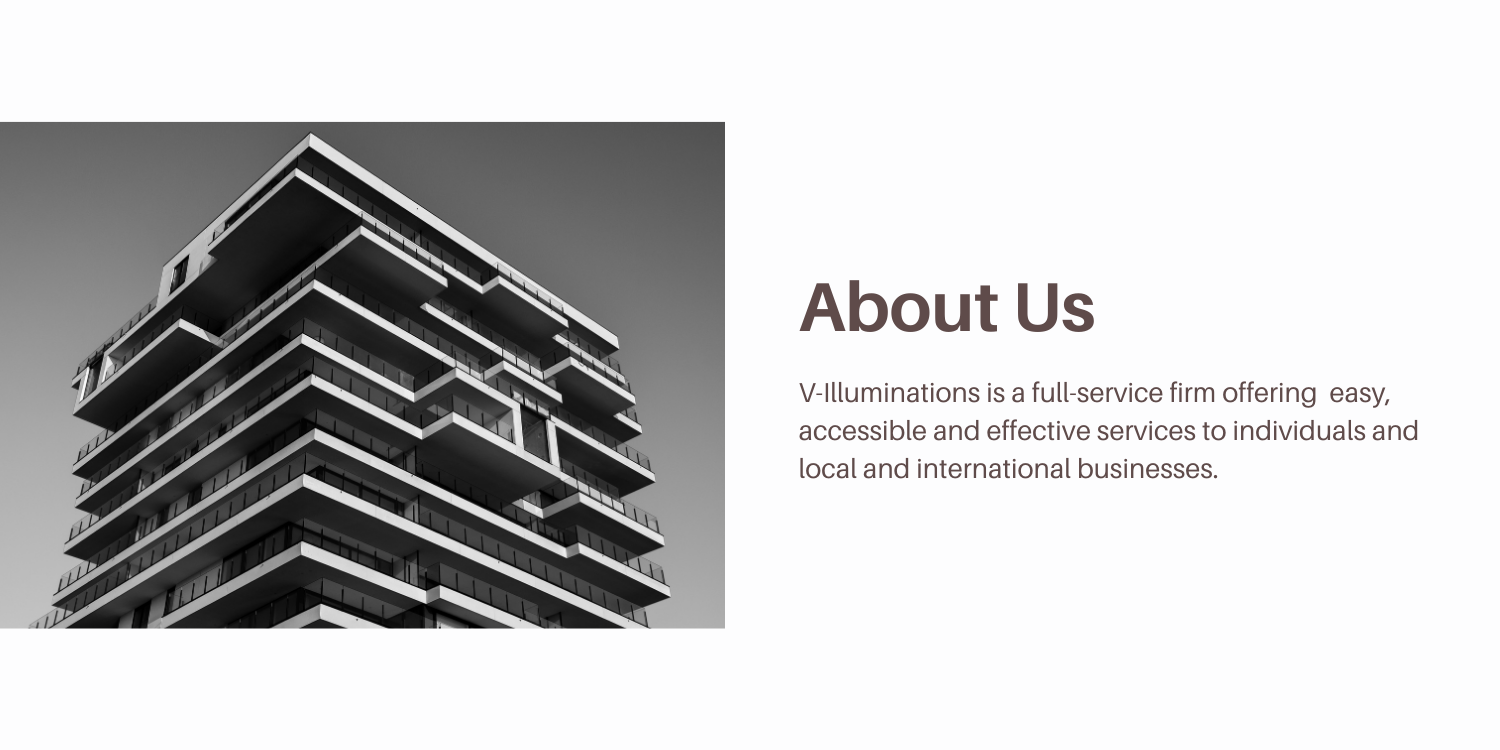 About Us
V-Illuminations is a full-service firm offering  easy,
accessible and effective services to individuals and
local and international businesses.